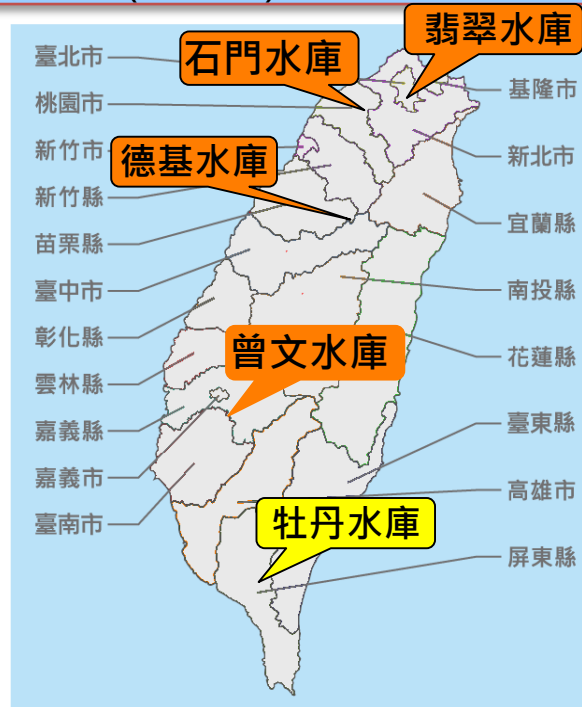 翡翠水庫
石門水庫
德基水庫
曾文水庫
牡丹水庫
臺北市
桃園市
新竹市
新竹縣
苗栗縣
臺中市
彰化縣
雲林縣
嘉義縣
嘉義市
臺南市
基隆市
新北市
宜蘭縣
南投縣
花蓮縣
臺東縣
高雄市
屏東縣